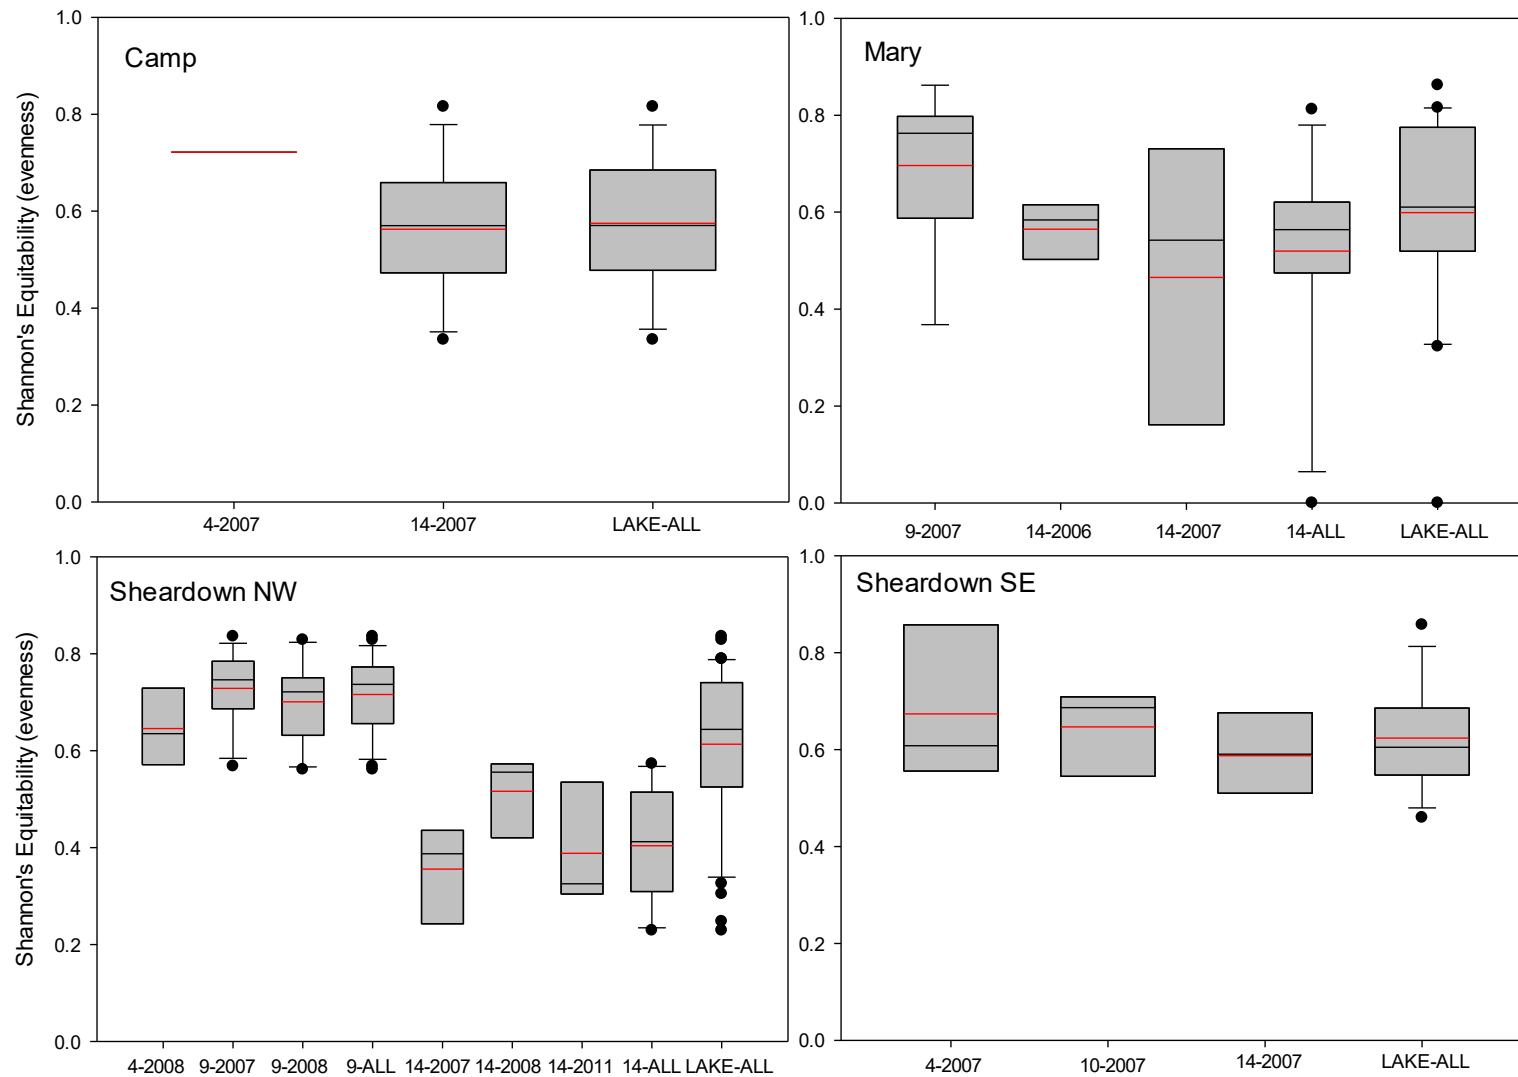 Camp
Shannon's Equitability (evenness)
1.0
0.8
0.6
0.4
0.2
0.0
4-2007 14-2007 LAKE-ALL
Mary
1.0
0.8
0.6
0.4
0.2
0.0
9-2007 14-2006 14-2007 14-ALL LAKE-ALL
Sheardown NW
Shannon's Equitability (evenness)
1.0
0.8
0.6
0.4
0.2
0.0
4-2008 9-2007 9-2008 9-ALL 14-2007 14-2008 14-2011 14-ALL LAKE-ALL
Sheardown SE
1.0
0.8
0.6
0.4
0.2
0.0
4-2007 10-2007 14-2007 LAKE-ALL